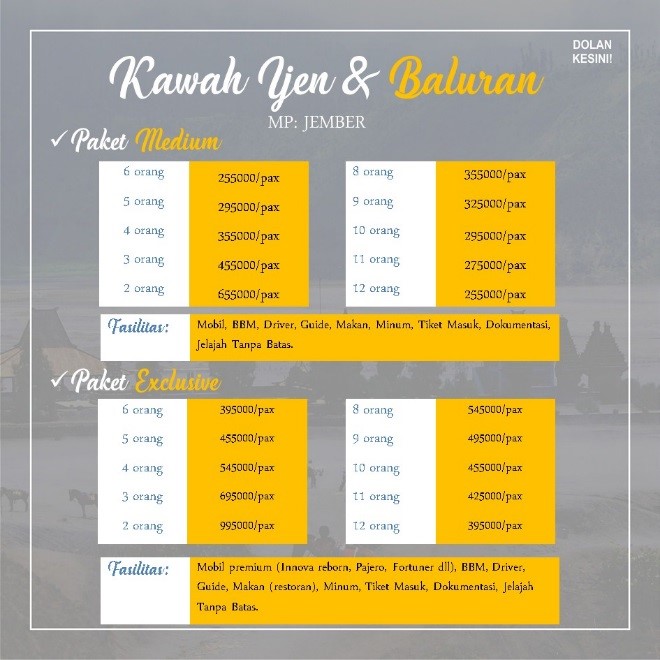 DOLAN
KESINI!
Kawah Ijen & Baluran
MP: JEMBER
✓ Paket Medium
6 orang 255000/pax
5 orang 295000/pax
4 orang 355000/pax
3 orang 455000/pax
2 orang 655000/pax
8 orang 355000/pax
9 orang 325000/pax
10 orang 295000/pax
11 orang 275000/pax
12 orang 255000/pax
Fasilitas: Mobil, BBM, Driver, Guide, Makan, Minum, Tiket Masuk, Dokumentasi,
Jelajah Tanpa Batas.
✓ Paket Exclusive
6 orang 395000/pax
5 orang 455000/pax
4 orang 545000/pax
3 orang 695000/pax
2 orang 995000/pax
8 orang 545000/pax
9 orang 495000/pax
10 orang 455000/pax
11 orang 425000/pax
12 orang 395000/pax
Fasilitas: Mobil premium (Innova reborn, Pajero, Fortuner dll), BBM, Driver,
Guide, Makan (restoran), Minum, Tiket Masuk, Dokumentasi, Jelajah
Tanpa Batas.